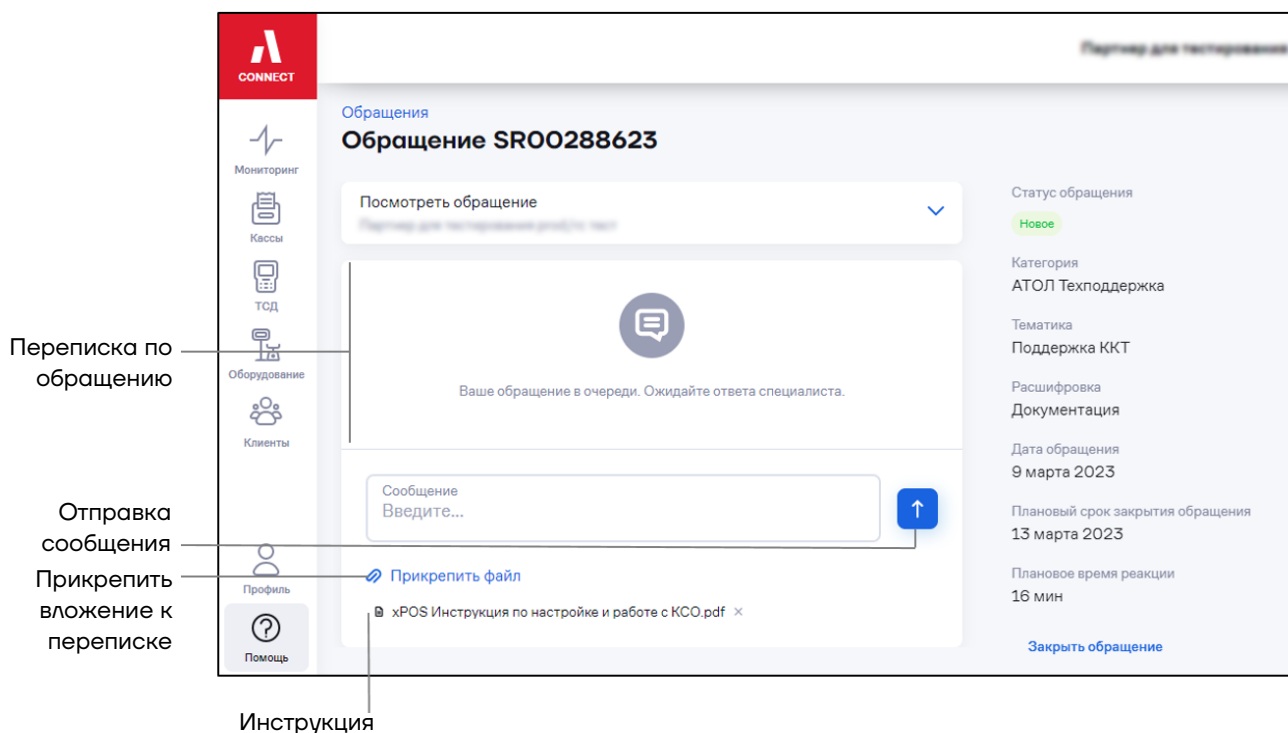 CONNECT
Мониторинг
Кассы
ТСД
Оборудование
Клиенты
Профиль
Помощь
Обращения
Обращение SR00288623
Посмотреть обращение
Ваше обращение в очереди. Ожидайте ответа специалиста.
Сообщение
Введите...
Прикрепить файл
xPOS Инструкция по настройке и работе с КСО.pdf ×
Статус обращения
Новое
Категория
АТОЛ Техподдержка
Тематика
Поддержка ККТ
Расшифровка
Документация
Дата обращения
9 марта 2023
Плановый срок закрытия обращения
13 марта 2023
Плановое время реакции
16 мин
Закрыть обращение
Переписка по
обращению
Отправка
сообщения
Прикрепить
вложение к
переписке
Инструкция